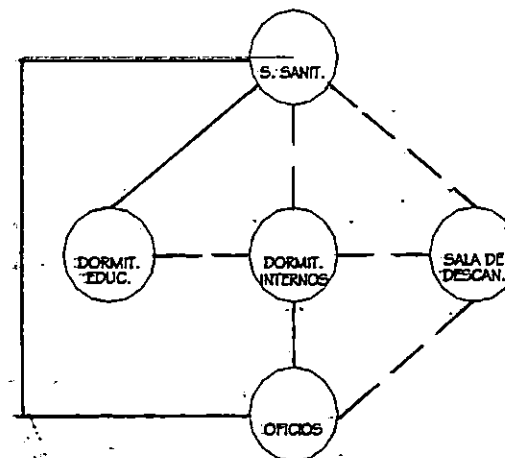 S. SANIT.
DORMIT.
EDUC.
DORMIT.
INTERNOS
SALA DE
DESCAN.
OFICIOS